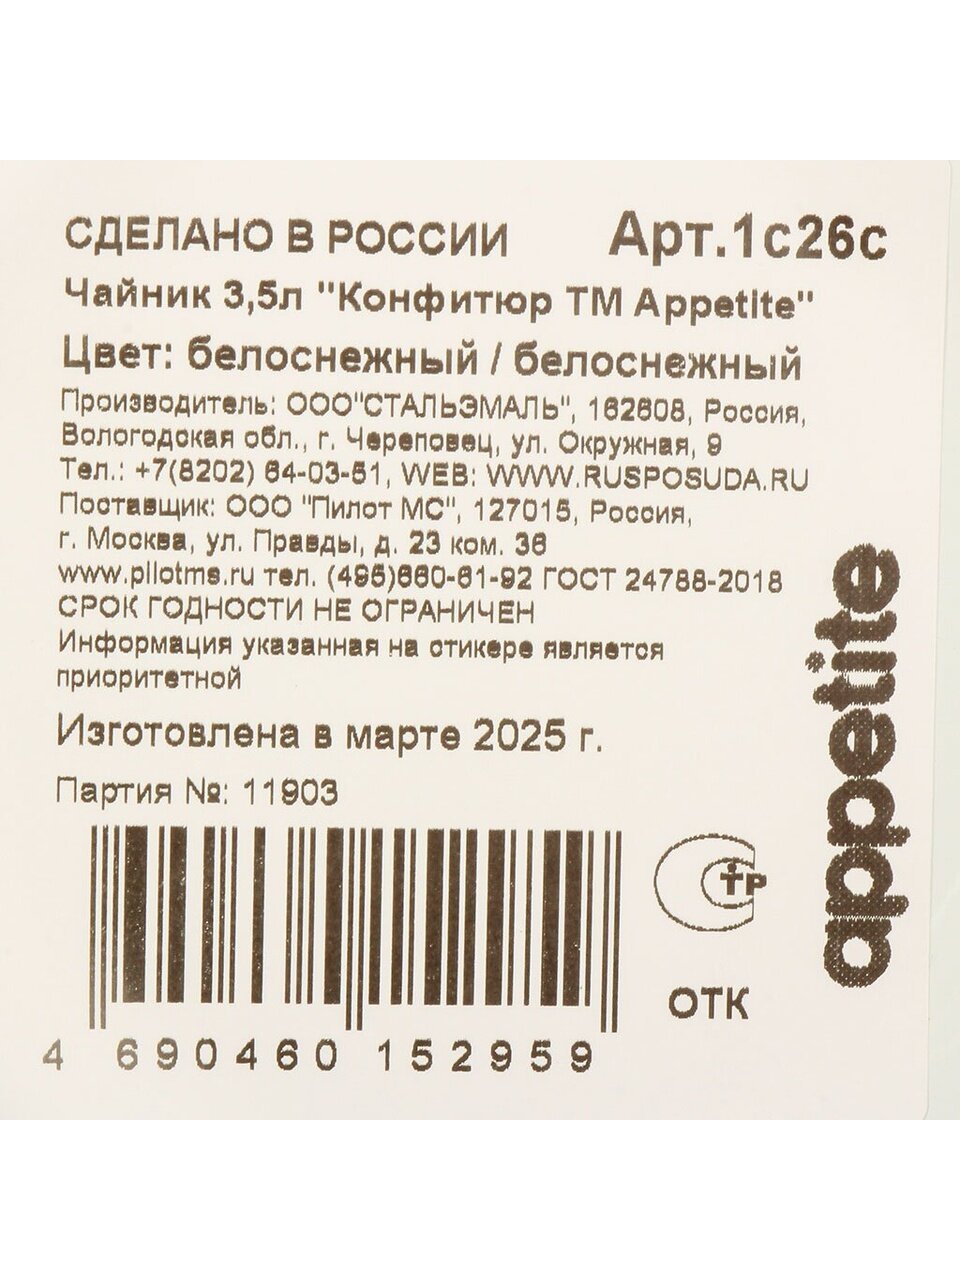 СДЕЛАНО В РОССИИ
Арт.1с26с
Чайник 3,5л "Конфитюр ТМ Appetite"
Цвет: белоснежный / белоснежный
Производитель: ООО"СТАЛЬЭМАЛЬ", 162608, Россия,
Вологодская обл., г. Череповец, ул. Окружная, 9
Тел.: +7(8202) 64-03-51, WEB: WWW.RUSPOSUDA.RU
Поставщик: ООО "Пилот МС", 127015, Россия,
г. Москва, ул. Правды, д. 23 ком. 36
www.pilotms.ru тел. (495)660-61-92 ГОСТ 24788-2018
СРОК ГОДНОСТИ НЕ ОГРАНИЧЕН
Информация указанная на стикере является
приоритетной
Изготовлена в марте 2025 г.
Партия №: 11903
4 690460 152959
ТР
ОТК
appetite